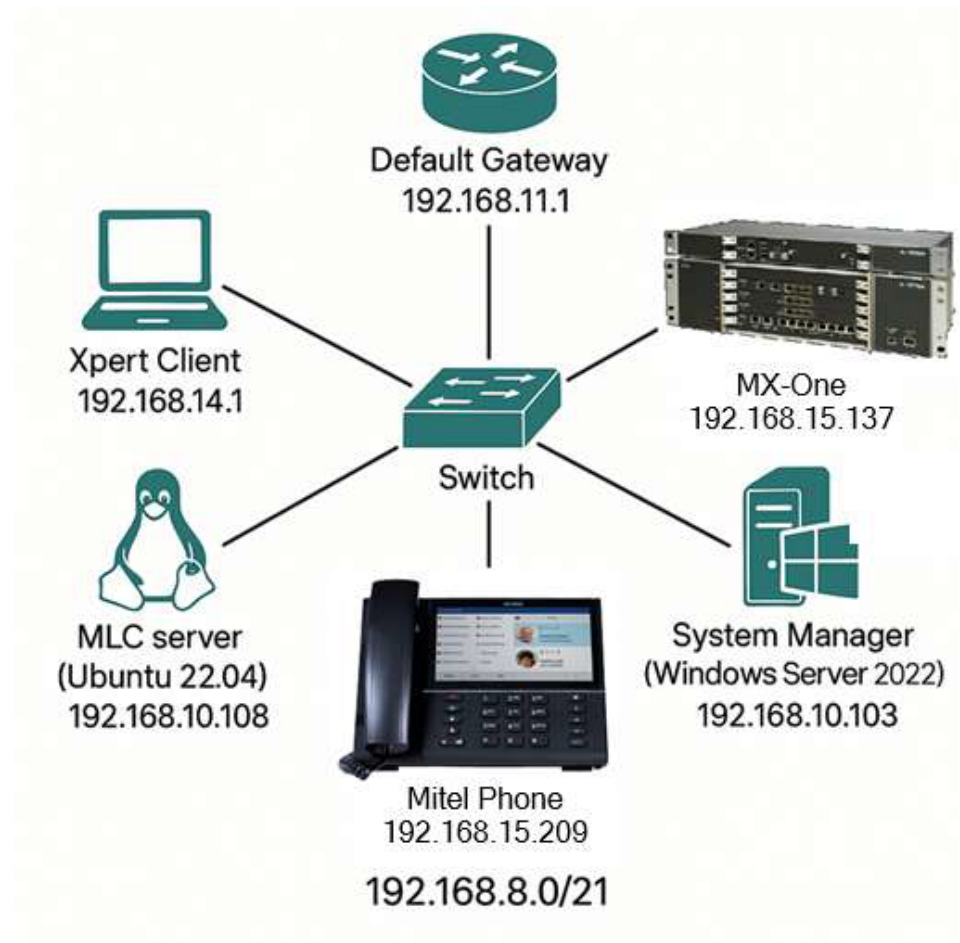 Default Gateway
192.168.11.1
Xpert Client
192.168.14.1
MX-One
192.168.15.137
Switch
MLC server
(Ubuntu 22.04)
192.168.10.108
System Manager
(Windows Server 2022)
192.168.10.103
Mitel Phone
192.168.15.209
192.168.8.0/21